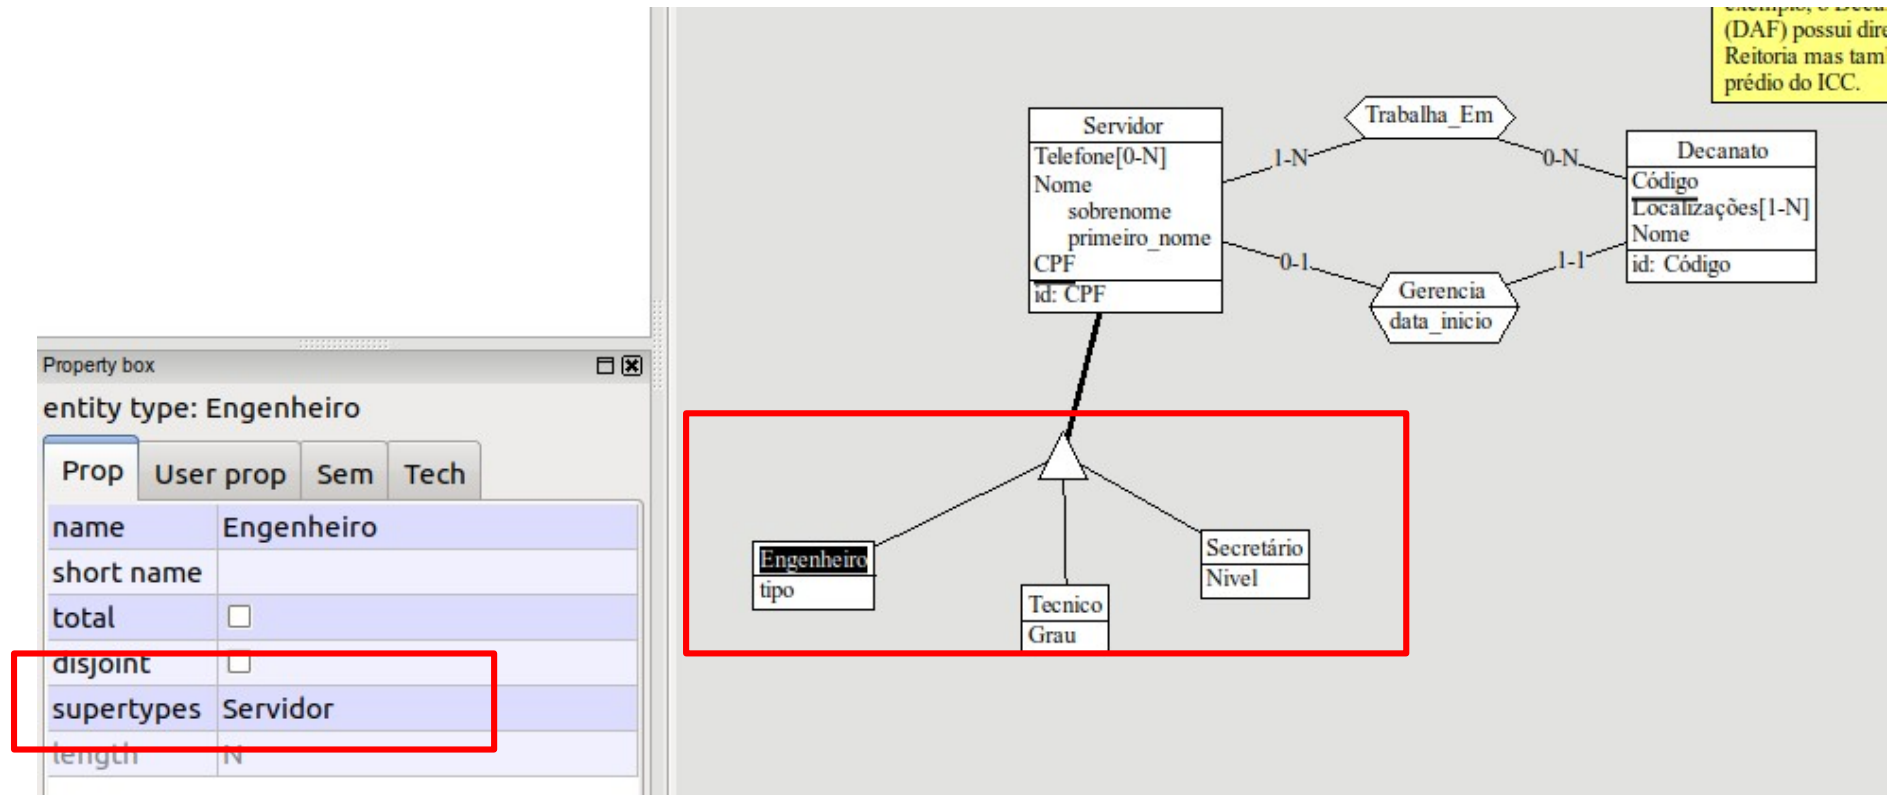 (DAF) possui dire
Reitoria mas tam
prédio do ICC.
Servidor
Telefone[0-N]
Nome
sobrenome
primeiro_nome
CPF
id: CPF
Trabalha_Em
1-N
0-N
Decanato
Código
Localizações[1-N]
Nome
id: Código
0-1
1-1
Gerencia
data_inicio
Engenheiro
tipo
Tecnico
Grau
Secretário
Nivel
Property box
entity type: Engenheiro
Prop User prop Sem Tech
name Engenheiro
short name
total
disjoint
supertypes Servidor
length N